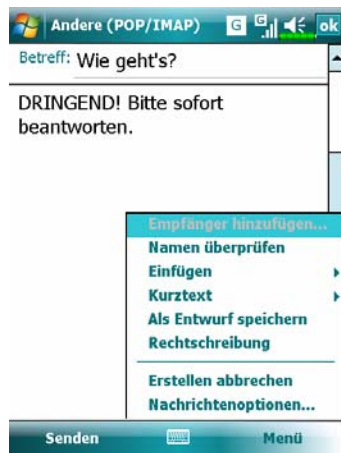 Andere (POP/IMAP) G G ok
Betreff: Wie geht's?
DRINGEND! Bitte sofort
beantworten.
Empfänger hinzufügen...
Namen überprüfen
Einfügen
Kurztext
Als Entwurf speichern
Rechtschreibung
Erstellen abbrechen
Nachrichtenoptionen...
Senden Menü